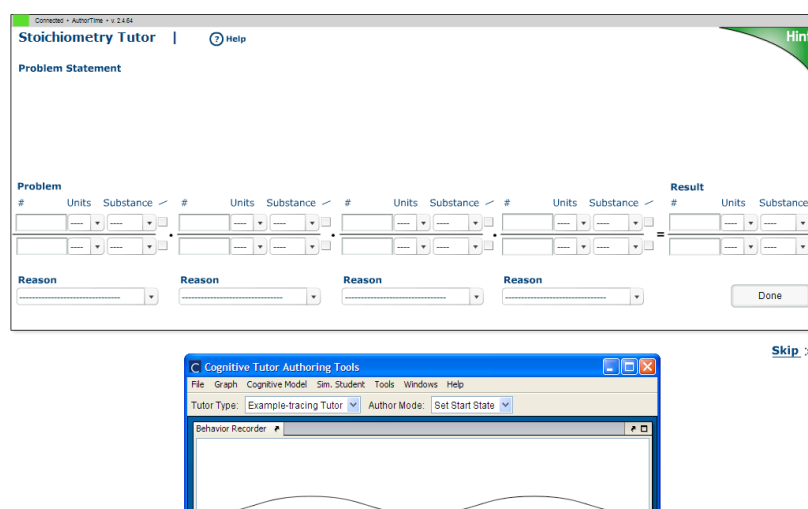 Connected • AuthorTime • v. 2.4.64
Stoichiometry Tutor | ? Help
Hint
Problem Statement
Problem
Result
# Units Substance # Units Substance # Units Substance # Units Substance # Units Substance
---- ---- ---- ---- ---- ---- ---- ---- ---- ----
. . . =
---- ---- ---- ---- ---- ---- ---- ---- ---- ----
Reason Reason Reason Reason
-------------------------------- -------------------------------- -------------------------------- --------------------------------
Done
Skip
Cognitive Tutor Authoring Tools
File Graph Cognitive Model Sim. Student Tools Windows Help
Tutor Type: Example-tracing Tutor Author Mode: Set Start State
Behavior Recorder